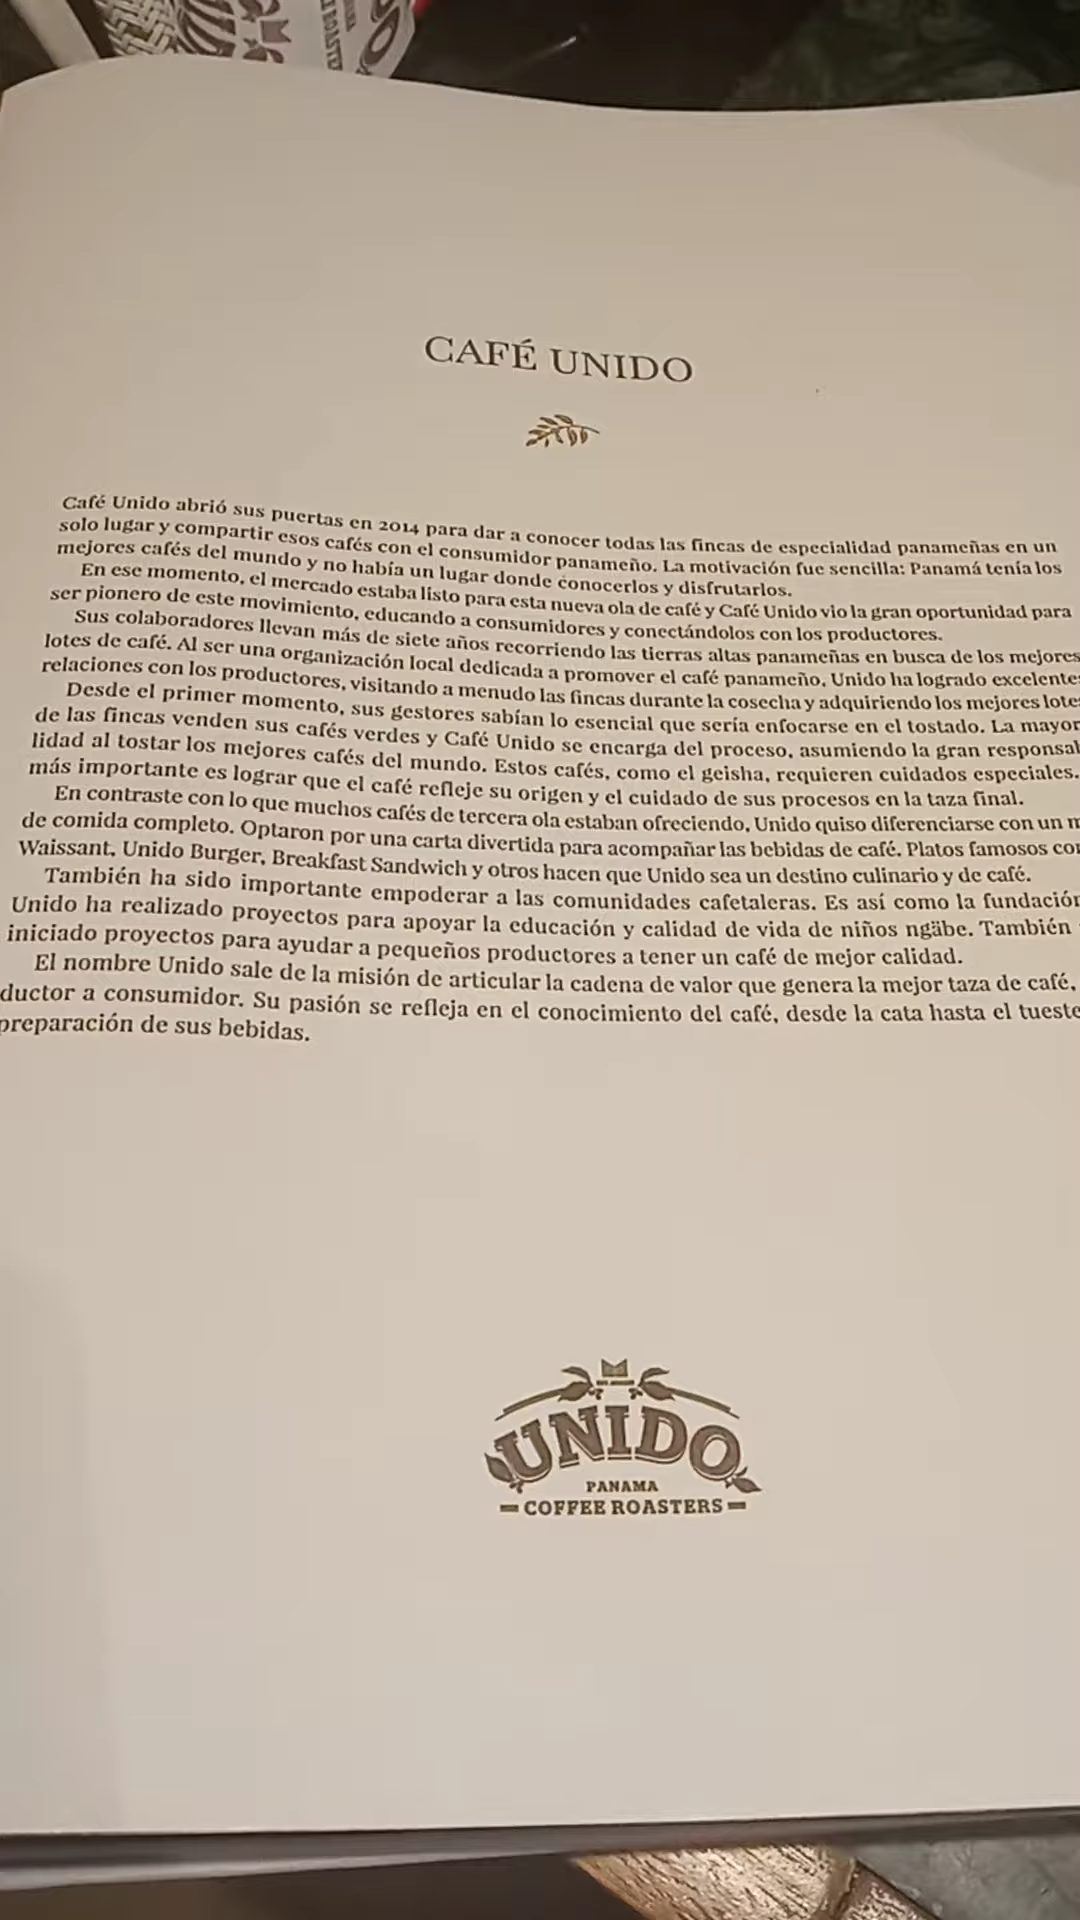 CAFÉ UNIDO
Café Unido abrió sus puertas en 2014 para dar a conocer todas las fincas de especialidad panameñas en un
solo lugar y compartir esos cafés con el consumidor panameño. La motivación fue sencilla: Panamá tenía los
mejores cafés del mundo y no había un lugar donde conocerlos y disfrutarlos.
En ese momento, el mercado estaba listo para esta nueva ola de café y Café Unido vio la gran oportunidad para
ser pionero de este movimiento, educando a consumidores y conectándolos con los productores.
Sus colaboradores llevan más de siete años recorriendo las tierras altas panameñas en busca de los mejores
lotes de café. Al ser una organización local dedicada a promover el café panameño, Unido ha logrado excelente
relaciones con los productores, visitando a menudo las fincas durante la cosecha y adquiriendo los mejores lote
Desde el primer momento, sus gestores sabían lo esencial que sería enfocarse en el tostado. La mayor
de las fincas venden sus cafés verdes y Café Unido se encarga del proceso, asumiendo la gran responsa
lidad al tostar los mejores cafés del mundo. Estos cafés, como el geisha, requieren cuidados especiales.
más importante es lograr que el café refleje su origen y el cuidado de sus procesos en la taza final.
En contraste con lo que muchos cafés de tercera ola estaban ofreciendo, Unido quiso diferenciarse con un
de comida completo. Optaron por una carta divertida para acompañar las bebidas de café. Platos famosos co
Waissant, Unido Burger, Breakfast Sandwich y otros hacen que Unido sea un destino culinario y de café.
También ha sido importante empoderar a las comunidades cafetaleras. Es así como la fundación
Unido ha realizado proyectos para apoyar la educación y calidad de vida de niños ngäbe. También
iniciado proyectos para ayudar a pequeños productores a tener un café de mejor calidad.
El nombre Unido sale de la misión de articular la cadena de valor que genera la mejor taza de café,
ductor a consumidor. Su pasión se refleja en el conocimiento del café, desde la cata hasta el tueste
preparación de sus bebidas.
UNIDO
PANAMA
COFFEE ROASTERS